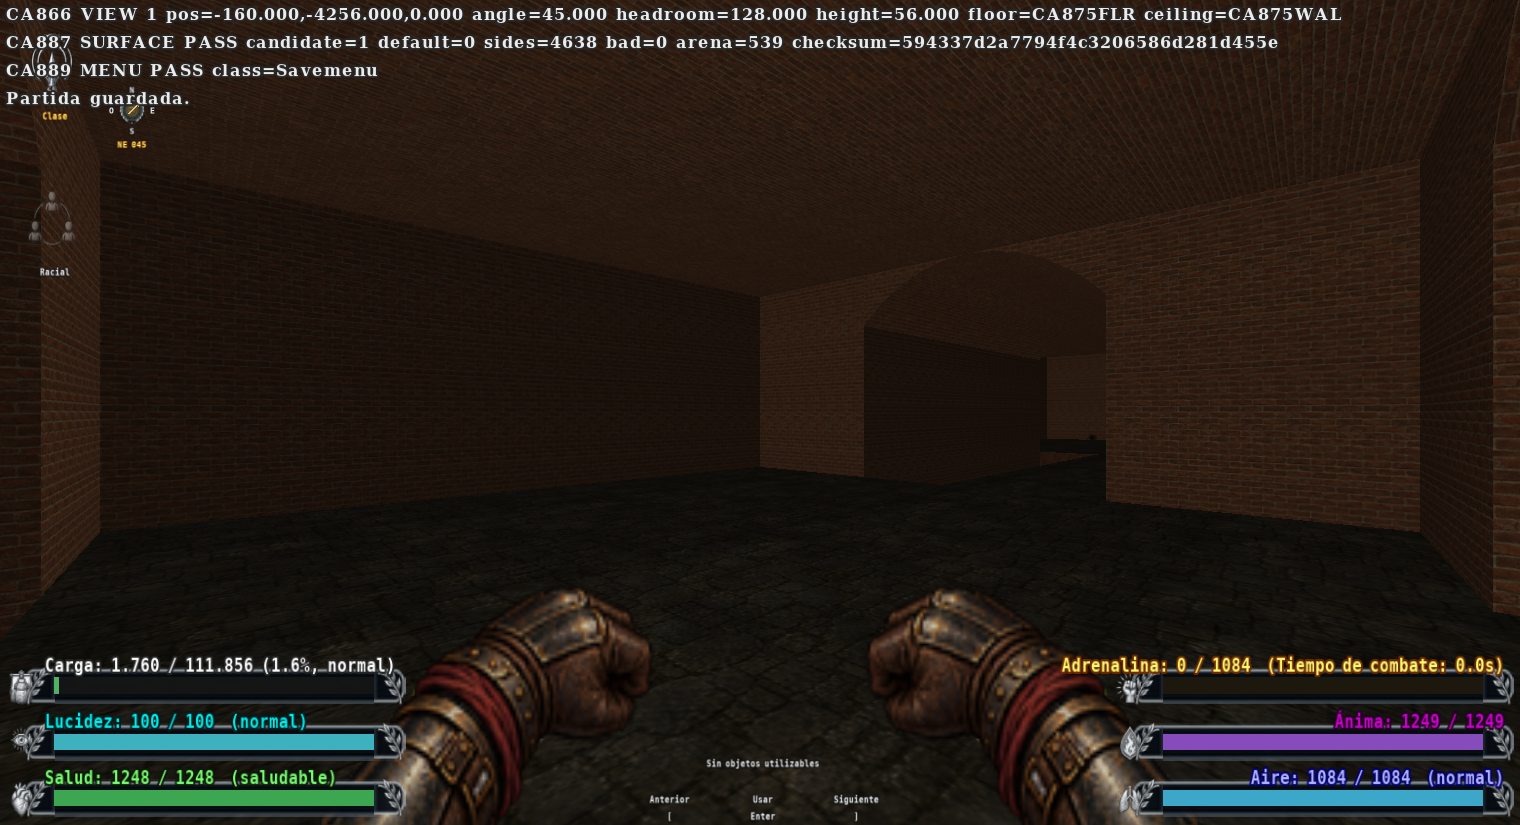 CA866 VIEW 1 pos=-160.000,-4256.000,0.000 angle=45.000 headroom=128.000 height=56.000 floor=CA875FLR ceiling=CA875WAL
CA887 SURFACE PASS candidate=1 default=0 sides=4638 bad=0 arena=539 checksum=594337d2a7794f4c3206586d281d455e
CA889 MENU PASS class=Savemenu
Partida guardada.
N
O E
S
Clase
NE 045
Racial
Carga: 1.760 / 111.856 (1.6%, normal)
Lucidez: 100 / 100 (normal)
Salud: 1248 / 1248 (saludable)
Adrenalina: 0 / 1084 (Tiempo de combate: 0.0s)
Ánima: 1249 / 1249
Aire: 1084 / 1084 (normal)
Sin objetos utilizables
Anterior Usar Siguiente
[ Enter ]